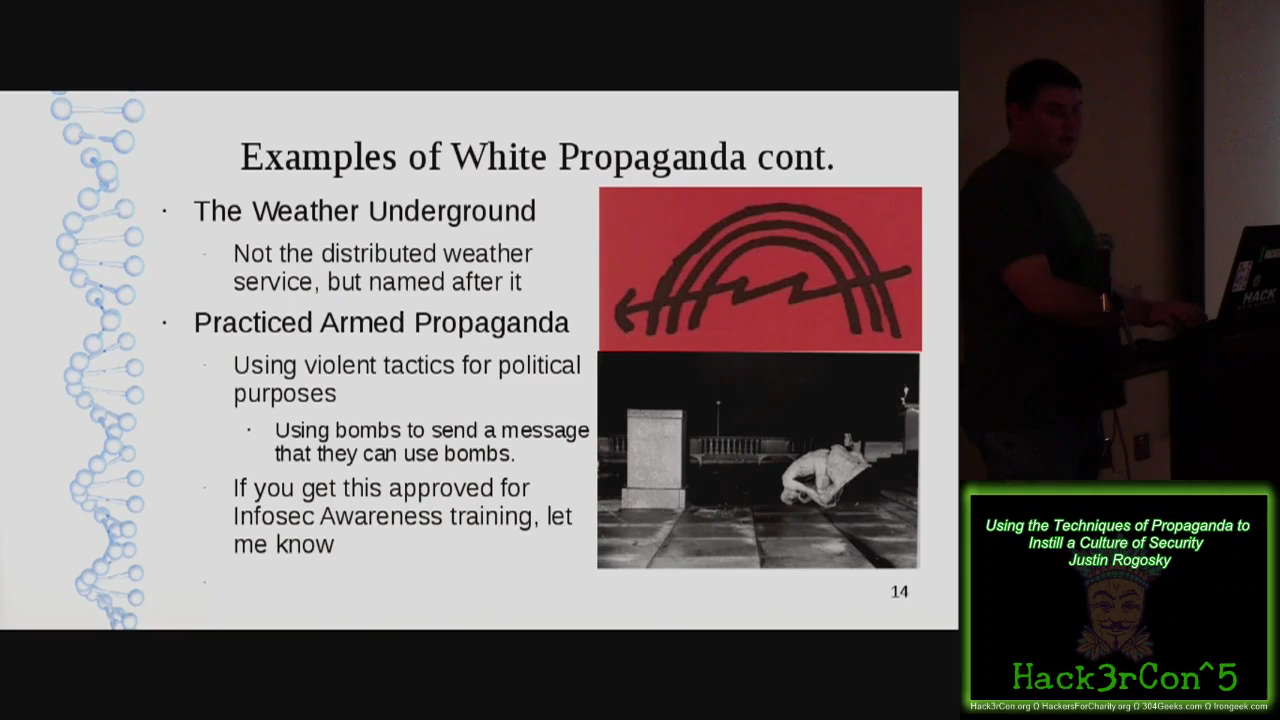 Examples of White Propaganda cont.
· The Weather Underground
- Not the distributed weather
service, but named after it
· Practiced Armed Propaganda
- Using violent tactics for political
purposes
· Using bombs to send a message
that they can use bombs.
- If you get this approved for
Infosec Awareness training, let
me know
14
HACK
Using the Techniques of Propaganda to
Instill a Culture of Security
Justin Rogosky
Hack3rCon^5
Hack3rCon.org Ω HackersForCharity.org Ω 304Geeks.com Ω Irongeek.com